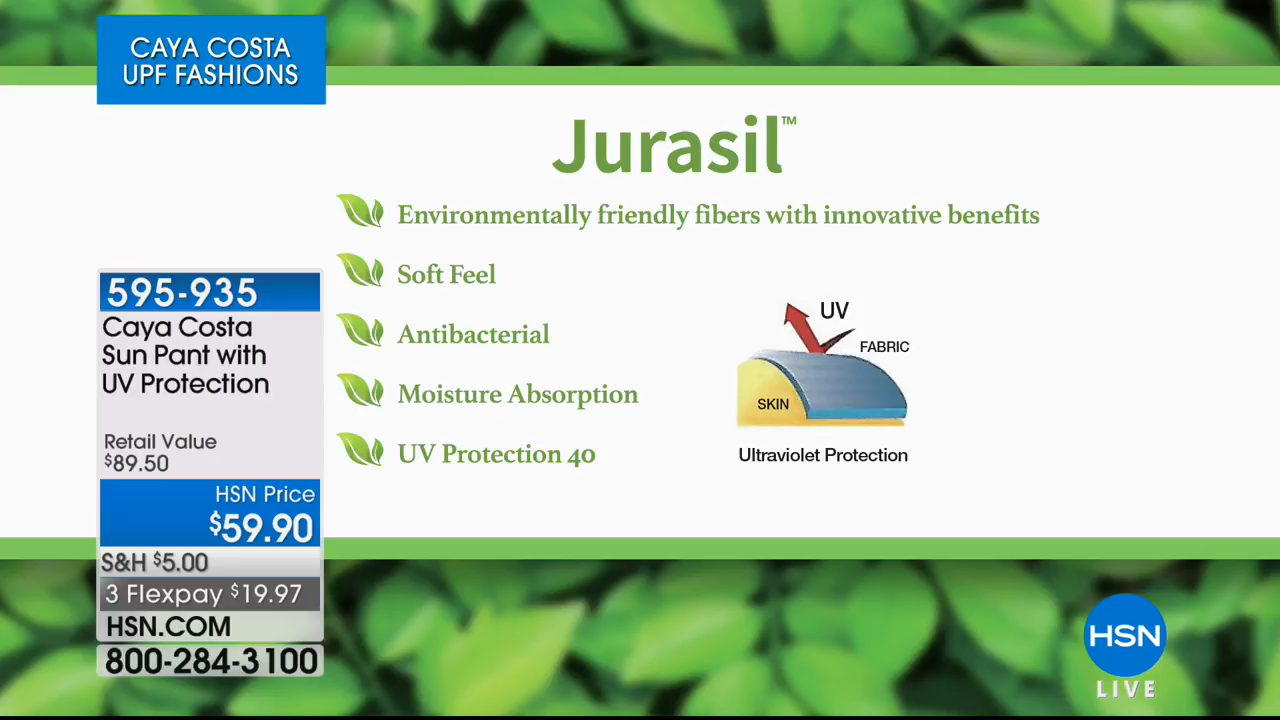 CAYA COSTA
UPF FASHIONS
Jurasil™
Environmentally friendly fibers with innovative benefits
Soft Feel
Antibacterial
Moisture Absorption
UV Protection 40
UV
FABRIC
SKIN
Ultraviolet Protection
595-935
Caya Costa
Sun Pant with
UV Protection
Retail Value
$89.50
HSN Price
$59.90
S&H $5.00
3 Flexpay $19.97
HSN.COM
800-284-3100
HSN
LIVE